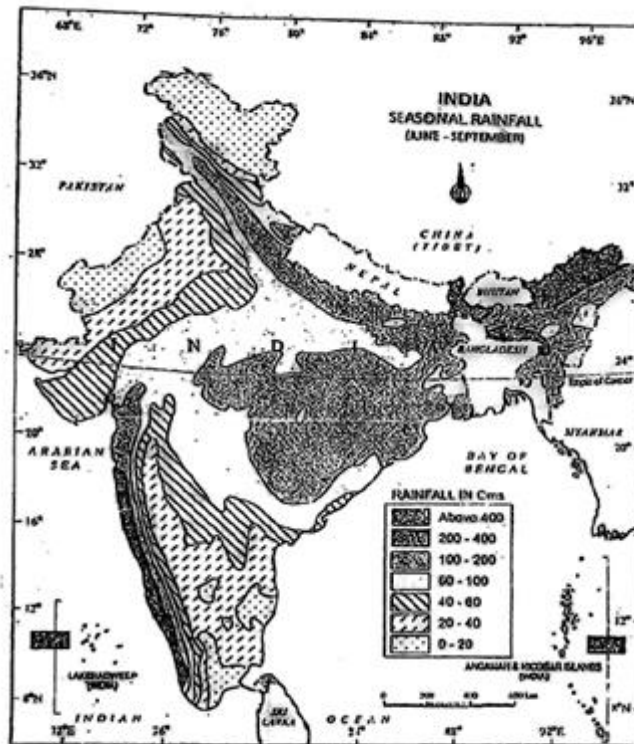 68°E 72° 76° 80° 84° 88° 92° 96°E
INDIA
SEASONAL RAINFALL
(JUNE - SEPTEMBER)
32°
28°
PAKISTAN
CHINA
(TIBET)
NEPAL
BHUTAN
I N D I
BANGLADESH
24°
Tropic of Cancer
MYANMAR
20°
20°
ARABIAN
SEA
BAY OF
BENGAL
16°
RAINFALL IN Cms
Above 400
200 - 400
100 - 200
60 - 100
40 - 60
20 - 40
0 - 20
12°
12°
LAKSHADWEEP
(INDIA)
ANDAMAN & NICOBAR ISLANDS
(INDIA)
8°N
8°N
INDIAN
SRI
LANKA
OCEAN